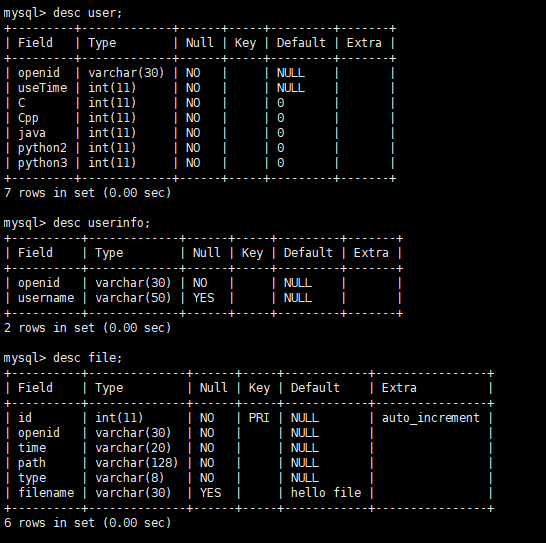 mysql> desc user;
+---------+-------------+------+-----+---------+-------+
| Field   | Type        | Null | Key | Default | Extra |
+---------+-------------+------+-----+---------+-------+
| openid  | varchar(30) | NO   |     | NULL    |       |
| useTime | int(11)     | NO   |     | NULL    |       |
| C       | int(11)     | NO   |     | 0       |       |
| Cpp     | int(11)     | NO   |     | 0       |       |
| java    | int(11)     | NO   |     | 0       |       |
| python2 | int(11)     | NO   |     | 0       |       |
| python3 | int(11)     | NO   |     | 0       |       |
+---------+-------------+------+-----+---------+-------+
7 rows in set (0.00 sec)

mysql> desc userinfo;
+----------+-------------+------+-----+---------+-------+
| Field    | Type        | Null | Key | Default | Extra |
+----------+-------------+------+-----+---------+-------+
| openid   | varchar(30) | NO   |     | NULL    |       |
| username | varchar(50) | YES  |     | NULL    |       |
+----------+-------------+------+-----+---------+-------+
2 rows in set (0.00 sec)

mysql> desc file;
+----------+--------------+------+-----+------------+----------------+
| Field    | Type         | Null | Key | Default    | Extra          |
+----------+--------------+------+-----+------------+----------------+
| id       | int(11)      | NO   | PRI | NULL       | auto_increment |
| openid   | varchar(30)  | NO   |     | NULL       |                |
| time     | varchar(20)  | NO   |     | NULL       |                |
| path     | varchar(128) | NO   |     | NULL       |                |
| type     | varchar(8)   | NO   |     | NULL       |                |
| filename | varchar(30)  | YES  |     | hello file |                |
+----------+--------------+------+-----+------------+----------------+
6 rows in set (0.00 sec)